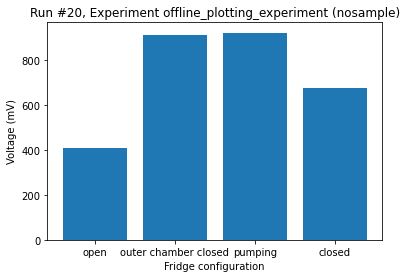 Run #20, Experiment offline_plotting_experiment (nosample)
800
600
400
200
0
Voltage (mV)
open outer chamber closed pumping closed
Fridge configuration